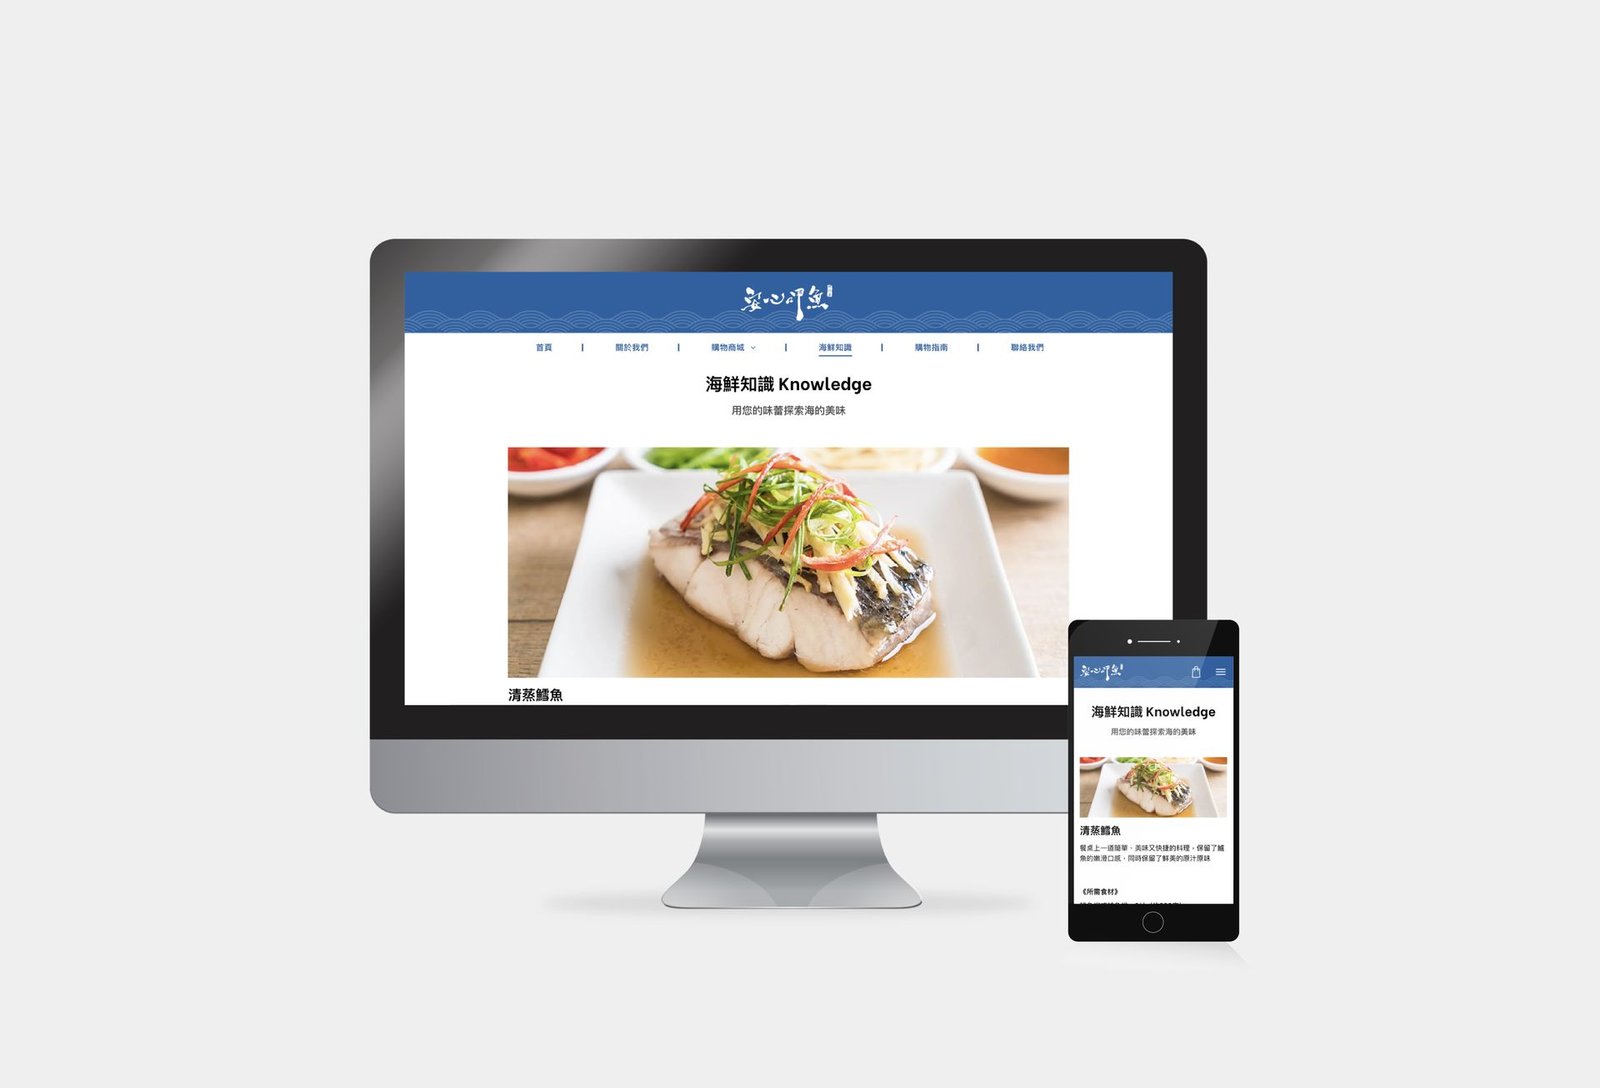 安心叩魚
首頁 | 關於我們 | 購物商城 | 海鮮知識 | 購物指南 | 聯絡我們
海鮮知識 Knowledge
用您的味蕾探索海的美味
清蒸鱈魚
安心叩魚
海鮮知識 Knowledge
用您的味蕾探索海的美味
清蒸鱈魚
餐桌上一道簡單、美味又快捷的料理，保留了鱸
魚的嫩滑口感，同時保留了鮮美的原汁原味
《所需食材》